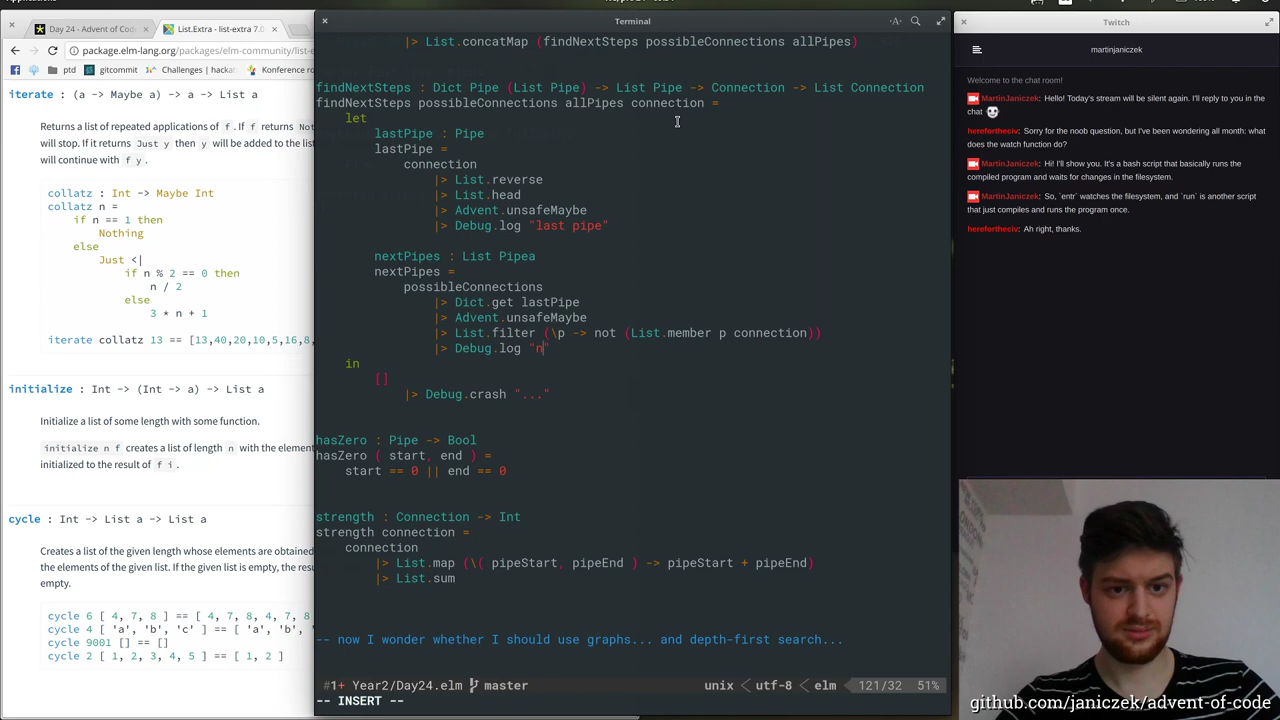 Day 24 - Advent of Code
List.Extra - list-extra 7.0
package.elm-lang.org/packages/elm-community/list-e
ptd
gitcommit
Challenges | hackatt
Konference ro
iterate : (a -> Maybe a) -> a -> List a
Returns a list of repeated applications of f. If f returns Not
will stop. If it returns Just y then y will be added to the list
will continue with f y .
collatz : Int -> Maybe Int
collatz n =
if n == 1 then
Nothing
else
Just <|
if n % 2 == 0 then
n / 2
else
3 * n + 1
iterate collatz 13 == [13,40,20,10,5,16,8,
initialize : Int -> (Int -> a) -> List a
Initialize a list of some length with some function.
initialize n f creates a list of length n with the element
initialized to the result of f i .
cycle : Int -> List a -> List a
Creates a list of the given length whose elements are obtained
the elements of the given list. If the given list is empty, the resu
empty.
cycle 6 [ 4, 7, 8 ] == [ 4, 7, 8, 4, 7, 8
cycle 4 [ 'a', 'b', 'c' ] == [ 'a', 'b', '
cycle 9001 [] == []
cycle 2 [ 1, 2, 3, 4, 5 ] == [ 1, 2 ]
Terminal
|> List.concatMap (findNextSteps possibleConnections allPipes)
findNextSteps : Dict Pipe (List Pipe) -> List Pipe -> Connection -> List Connection
findNextSteps possibleConnections allPipes connection =
let
lastPipe : Pipe
lastPipe =
connection
|> List.reverse
|> List.head
|> Advent.unsafeMaybe
|> Debug.log "last pipe"
nextPipes : List Pipea
nextPipes =
possibleConnections
|> Dict.get lastPipe
|> Advent.unsafeMaybe
|> List.filter (\p -> not (List.member p connection))
|> Debug.log "n"
in
[]
|> Debug.crash "..."
hasZero : Pipe -> Bool
hasZero ( start, end ) =
start == 0 || end == 0
strength : Connection -> Int
strength connection =
connection
|> List.map (\( pipeStart, pipeEnd ) -> pipeStart + pipeEnd)
|> List.sum
-- now I wonder whether I should use graphs... and depth-first search...
#1+ Year2/Day24.elm master
unix < utf-8 < elm 121/32 51%
-- INSERT --
Twitch
martinjaniczek
Welcome to the chat room!
MartinJaniczek: Hello! Today's stream will be silent again. I'll reply to you in the
chat
herefortheciv: Sorry for the noob question, but I've been wondering all month: what
does the watch function do?
MartinJaniczek: Hi! I'll show you. It's a bash script that basically runs the
compiled program and waits for changes in the filesystem.
MartinJaniczek: So, `entr` watches the filesystem, and `run` is another script
that just compiles and runs the program once.
herefortheciv: Ah right, thanks.
github.com/janiczek/advent-of-code